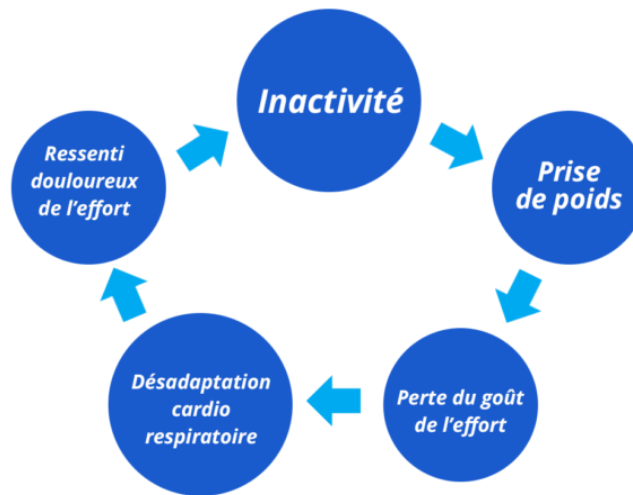 Inactivité
Prise
de poids
Perte du goût
de l'effort
Désadaptation
cardio
respiratoire
Ressenti
douloureux
de l'effort